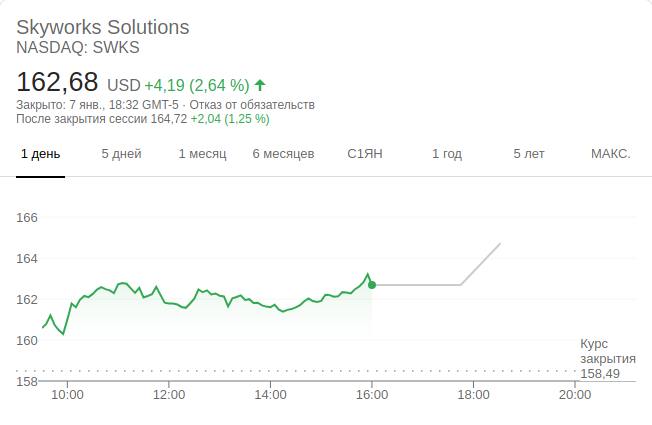 Skyworks Solutions
NASDAQ: SWKS
162,68 USD +4,19 (2,64 %)
Закрыто: 7 янв., 18:32 GMT-5 · Отказ от обязательств
После закрытия сессии 164,72 +2,04 (1,25 %)
1 день 5 дней 1 месяц 6 месяцев С1ЯН 1 год 5 лет МАКС.
166
164
162
160
Курс
закрытия
158,49
158
10:00 12:00 14:00 16:00 18:00 20:00